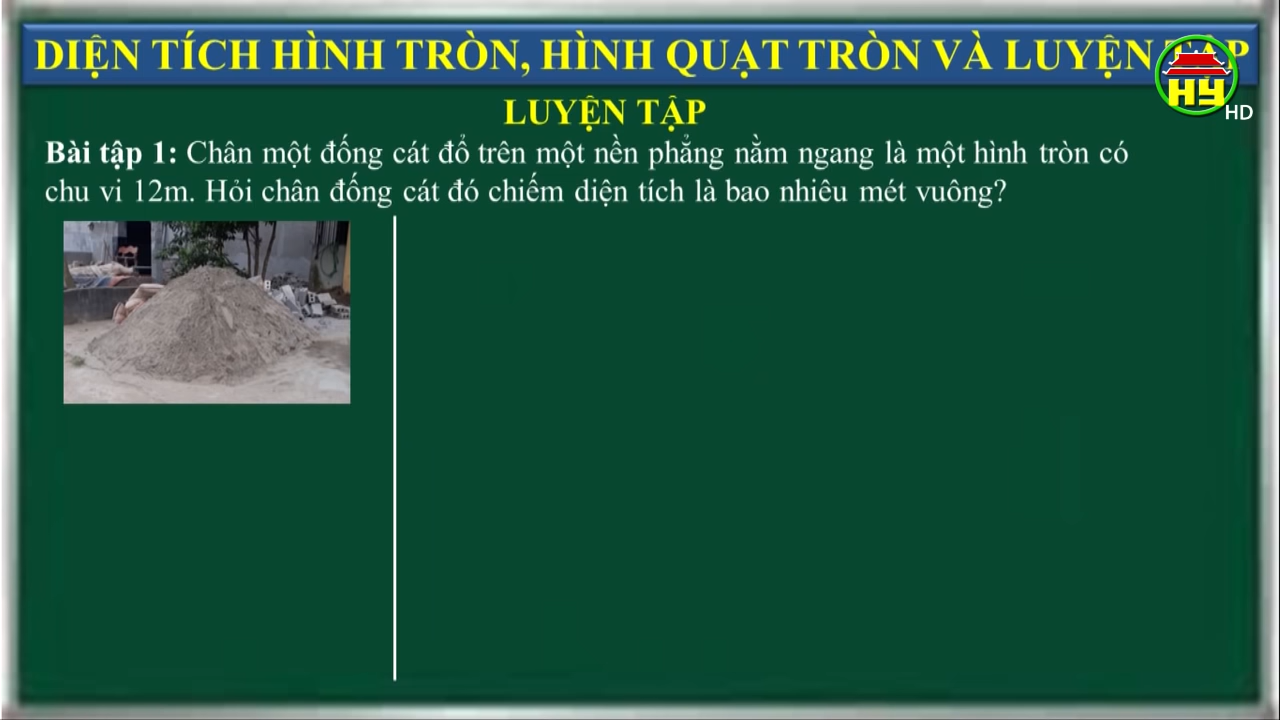 DIỆN TÍCH HÌNH TRÒN, HÌNH QUẠT TRÒN VÀ LUYỆN TẬP
HY
HD
LUYỆN TẬP
Bài tập 1: Chân một đống cát đổ trên một nền phẳng nằm ngang là một hình tròn có
chu vi 12m. Hỏi chân đống cát đó chiếm diện tích là bao nhiêu mét vuông?